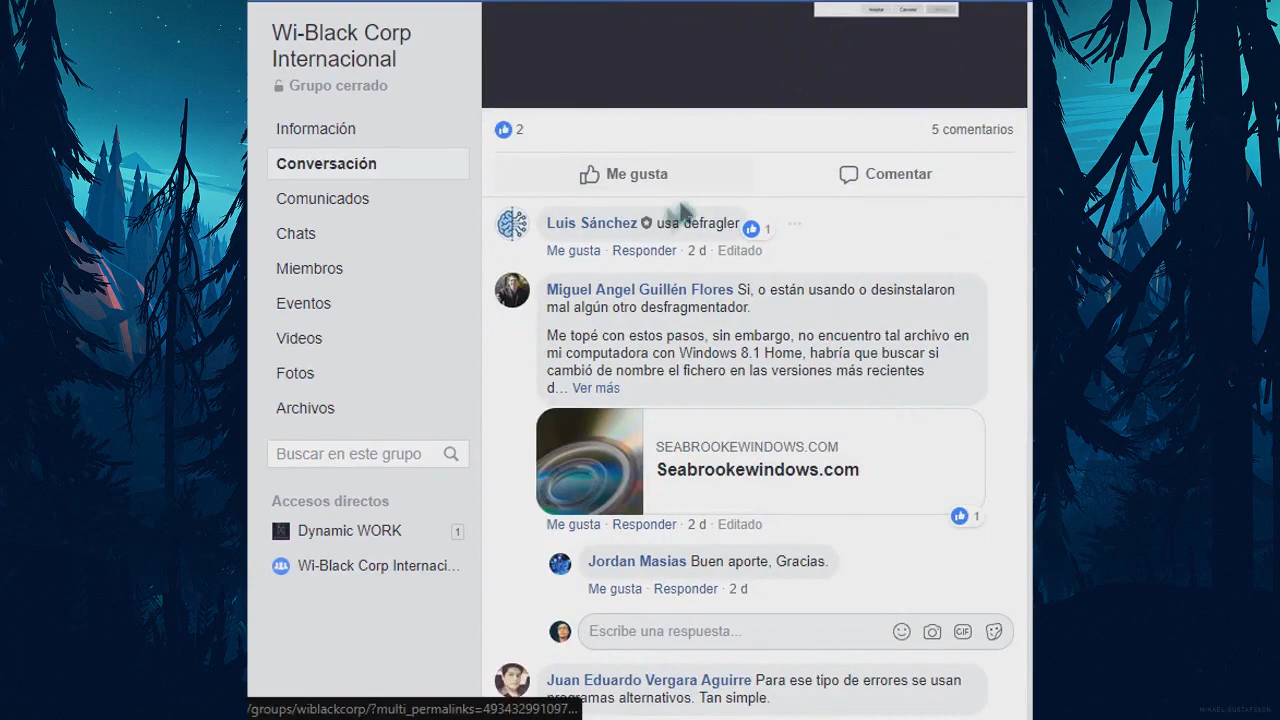 Wi-Black Corp
Internacional
Grupo cerrado
Información
Conversación
Comunicados
Chats
Miembros
Eventos
Videos
Fotos
Archivos
Buscar en este grupo
Accesos directos
Dynamic WORK 1
Wi-Black Corp Internaci...
Aceptar Cancelar
2 5 comentarios
Me gusta Comentar
Luis Sánchez usa defragler 1 ...
Me gusta · Responder · 2 d · Editado
Miguel Angel Guillén Flores Si, o están usando o desinstalaron
mal algún otro desfragmentador.
Me topé con estos pasos, sin embargo, no encuentro tal archivo en
mi computadora con Windows 8.1 Home, habría que buscar si
cambió de nombre el fichero en las versiones más recientes
d... Ver más
SEABROOKEWINDOWS.COM
Seabrookewindows.com
1
Me gusta · Responder · 2 d · Editado
Jordan Masias Buen aporte, Gracias.
Me gusta · Responder · 2 d
Escribe una respuesta...
GIF
Juan Eduardo Vergara Aguirre Para ese tipo de errores se usan
programas alternativos. Tan simple.
/groups/wiblackcorp/?multi_permalinks=493432991097...
MIKAEL GUSTAFSSON